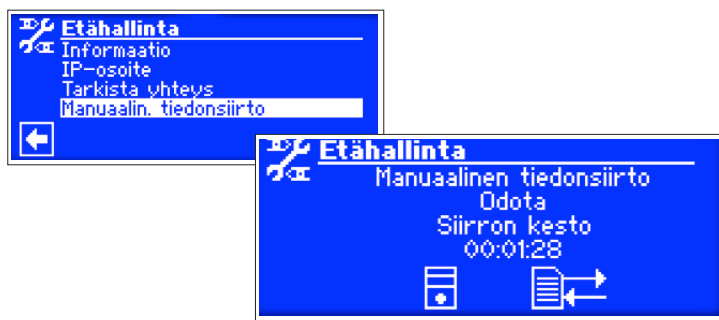 Etähallinta
Informaatio
IP-osoite
Tarkista yhteys
Manuaalin. tiedonsiirto
Etähallinta
Manuaalinen tiedonsiirto
Odota
Siirron kesto
00:01:28